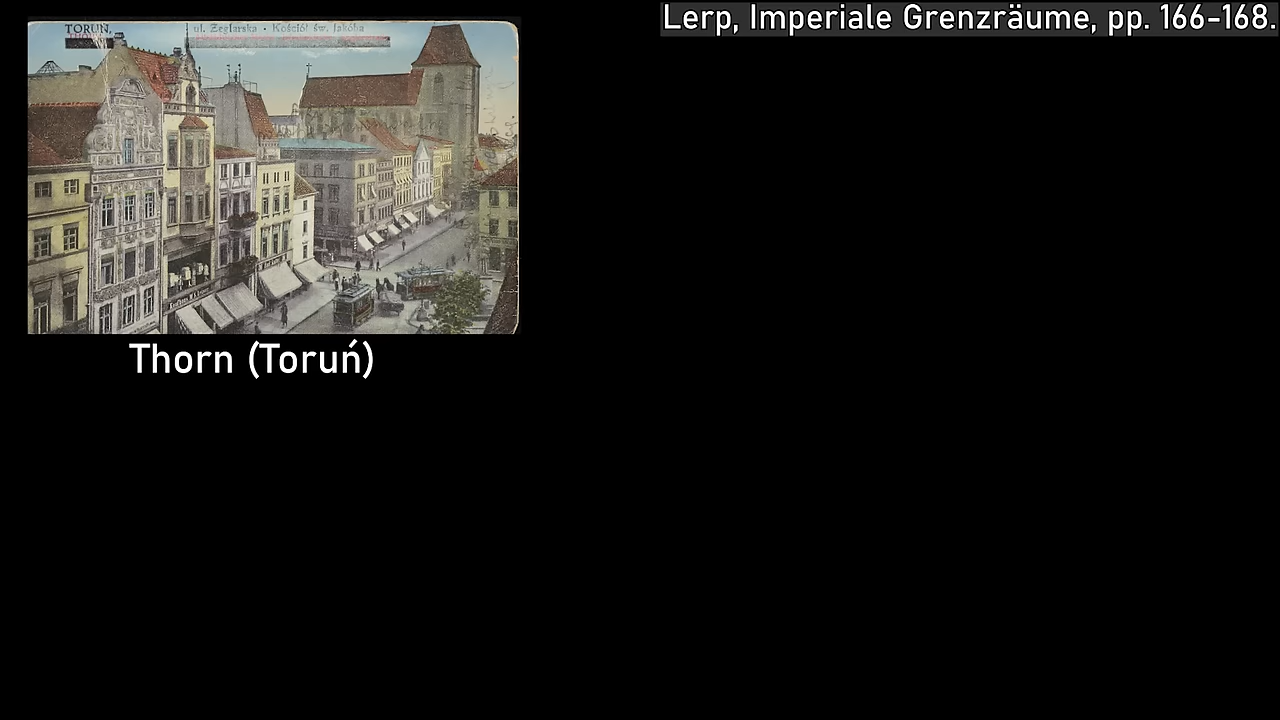 Lerp, Imperiale Grenzräume, pp. 166-168.
TORUŃ,
ul. Żeglarska • Kościół św. Jakóba
Thorn (Toruń)